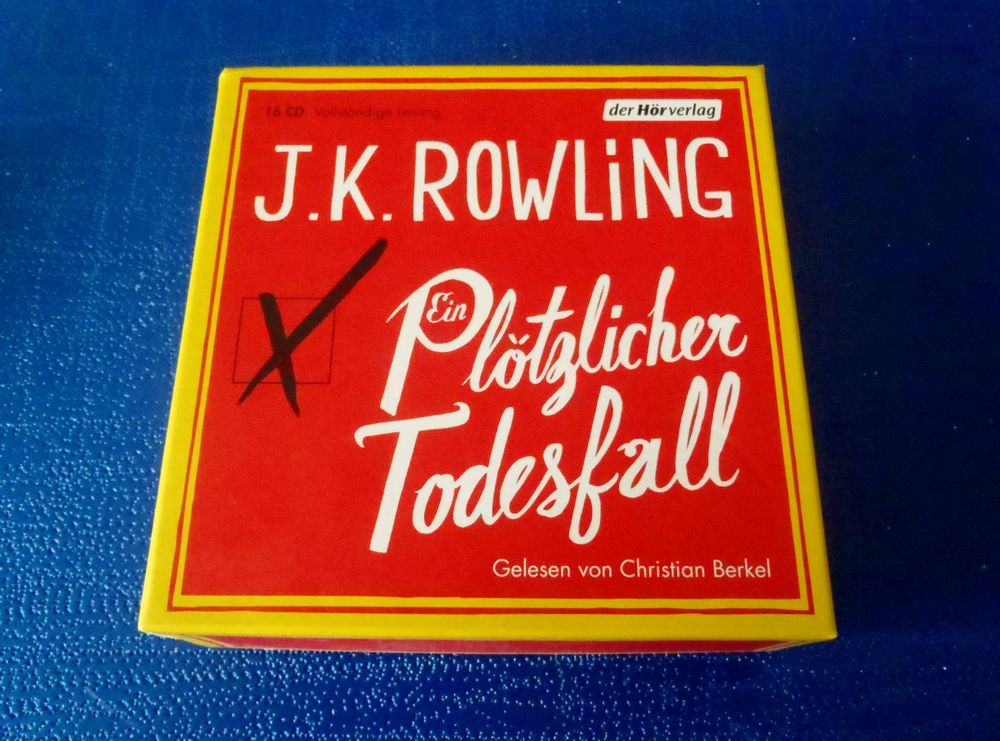 16 CD Vollständige Lesung
der Hörverlag
J.K. ROWLiNG
Ein
Plötzlicher
Todesfall
Gelesen von Christian Berkel